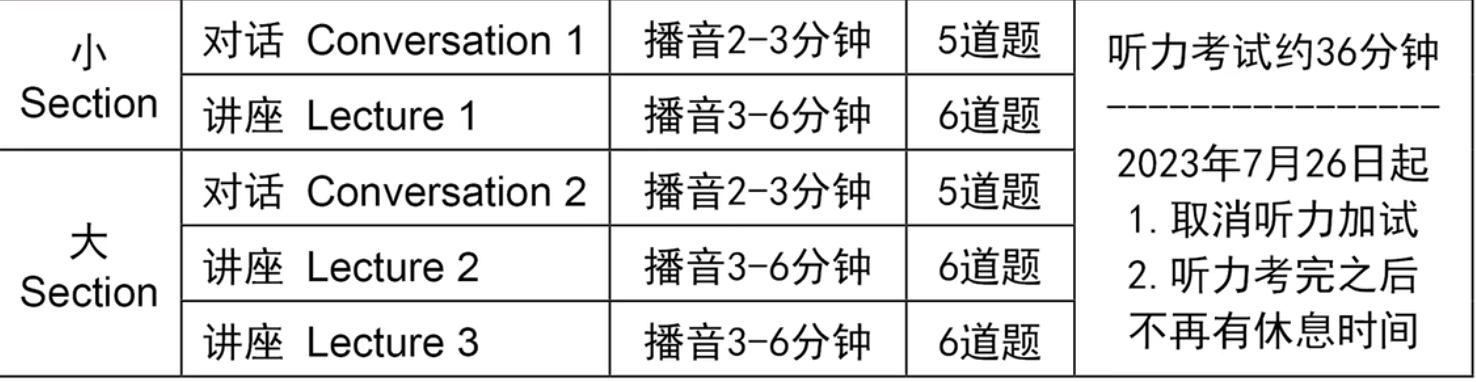 小
Section
对话 Conversation 1
播音2-3分钟
5道题
讲座 Lecture 1
播音3-6分钟
6道题
大
Section
对话 Conversation 2
播音2-3分钟
5道题
讲座 Lecture 2
播音3-6分钟
6道题
讲座 Lecture 3
播音3-6分钟
6道题
听力考试约36分钟
----------------
2023年7月26日起
1.取消听力加试
2.听力考完之后
不再有休息时间